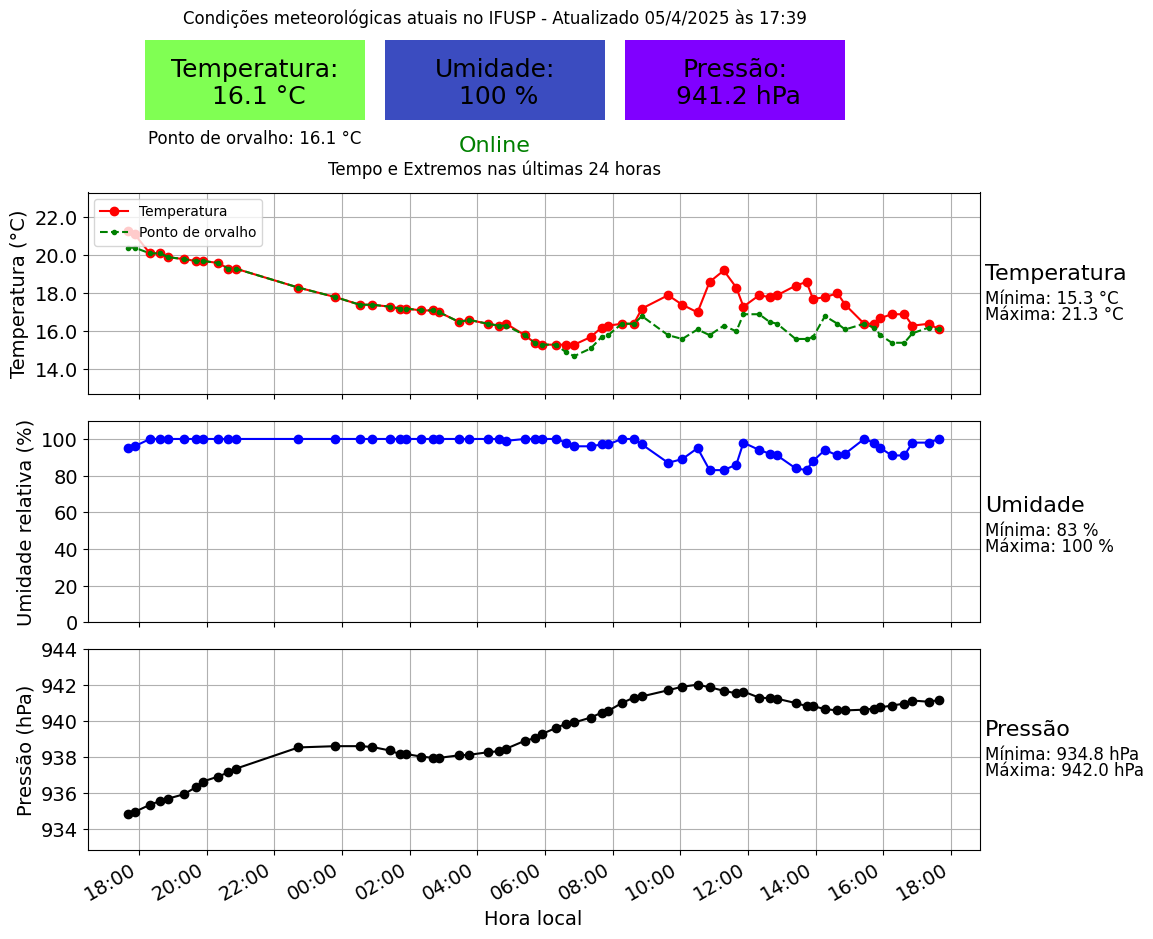 Condições meteorológicas atuais no IFUSP - Atualizado 05/4/2025 às 17:39
Temperatura:
16.1 °C
Umidade:
100 %
Pressão:
941.2 hPa
Ponto de orvalho: 16.1 °C
Online
Tempo e Extremos nas últimas 24 horas
Temperatura (°C)
22.0
20.0
18.0
16.0
14.0
Temperatura
Ponto de orvalho
Temperatura
Mínima: 15.3 °C
Máxima: 21.3 °C
Umidade relativa (%)
100
80
60
40
20
0
Umidade
Mínima: 83 %
Máxima: 100 %
Pressão (hPa)
944
942
940
938
936
934
Pressão
Mínima: 934.8 hPa
Máxima: 942.0 hPa
18:00
20:00
22:00
00:00
02:00
04:00
06:00
08:00
10:00
12:00
14:00
16:00
18:00
Hora local